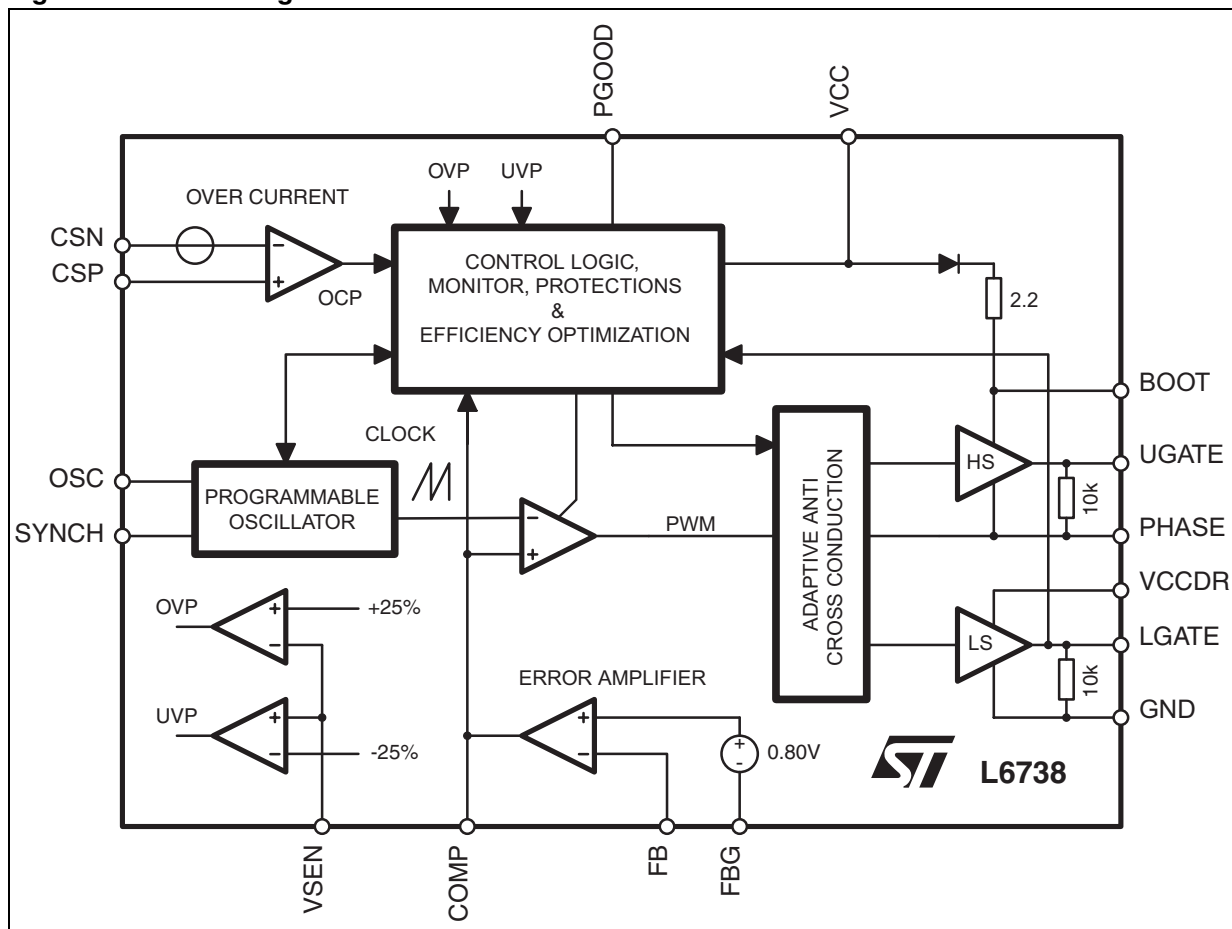 PGOOD
VCC
OVP UVP
OVER CURRENT
CSN
CSP
-
+
OCP
CONTROL LOGIC,
MONITOR, PROTECTIONS
&
EFFICIENCY OPTIMIZATION
2.2
BOOT
CLOCK
OSC
SYNCH
PROGRAMMABLE
OSCILLATOR
-
+
PWM
ADAPTIVE ANTI
CROSS CONDUCTION
HS
UGATE
10k
PHASE
VCCDR
LS
LGATE
10k
GND
OVP
+
-
+25%
UVP
+
-
-25%
ERROR AMPLIFIER
+
-
+
-
0.80V
ST L6738
VSEN
COMP
FB
FBG